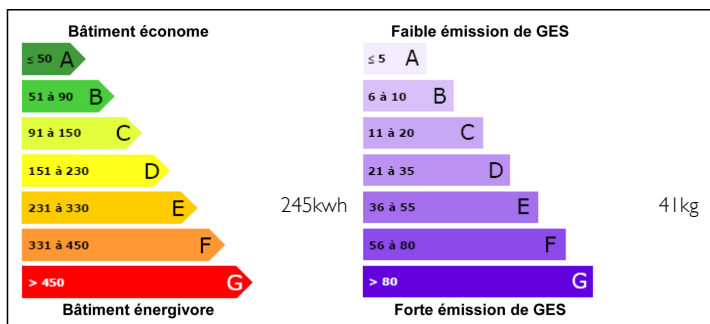 Bâtiment économe
≤ 50 A
51 à 90 B
91 à 150 C
151 à 230 D
231 à 330 E
245kwh
331 à 450 F
> 450 G
Bâtiment énergivore
Faible émission de GES
≤ 5 A
6 à 10 B
11 à 20 C
21 à 35 D
36 à 55 E
41kg
56 à 80 F
> 80 G
Forte émission de GES